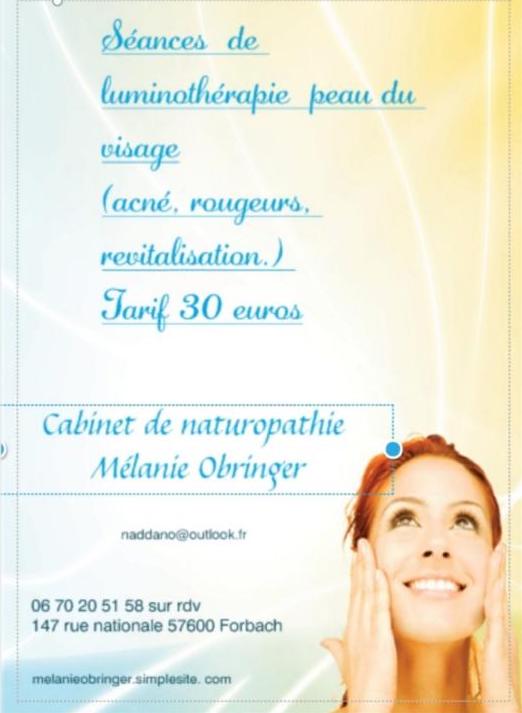 Séances de
luminothérapie peau du
visage
(acné, rougeurs,
revitalisation.)
Tarif 30 euros
Cabinet de naturopathie
Mélanie Obringer
naddano@outlook.fr
06 70 20 51 58 sur rdv
147 rue nationale 57600 Forbach
melanieobringer.simplesite. com